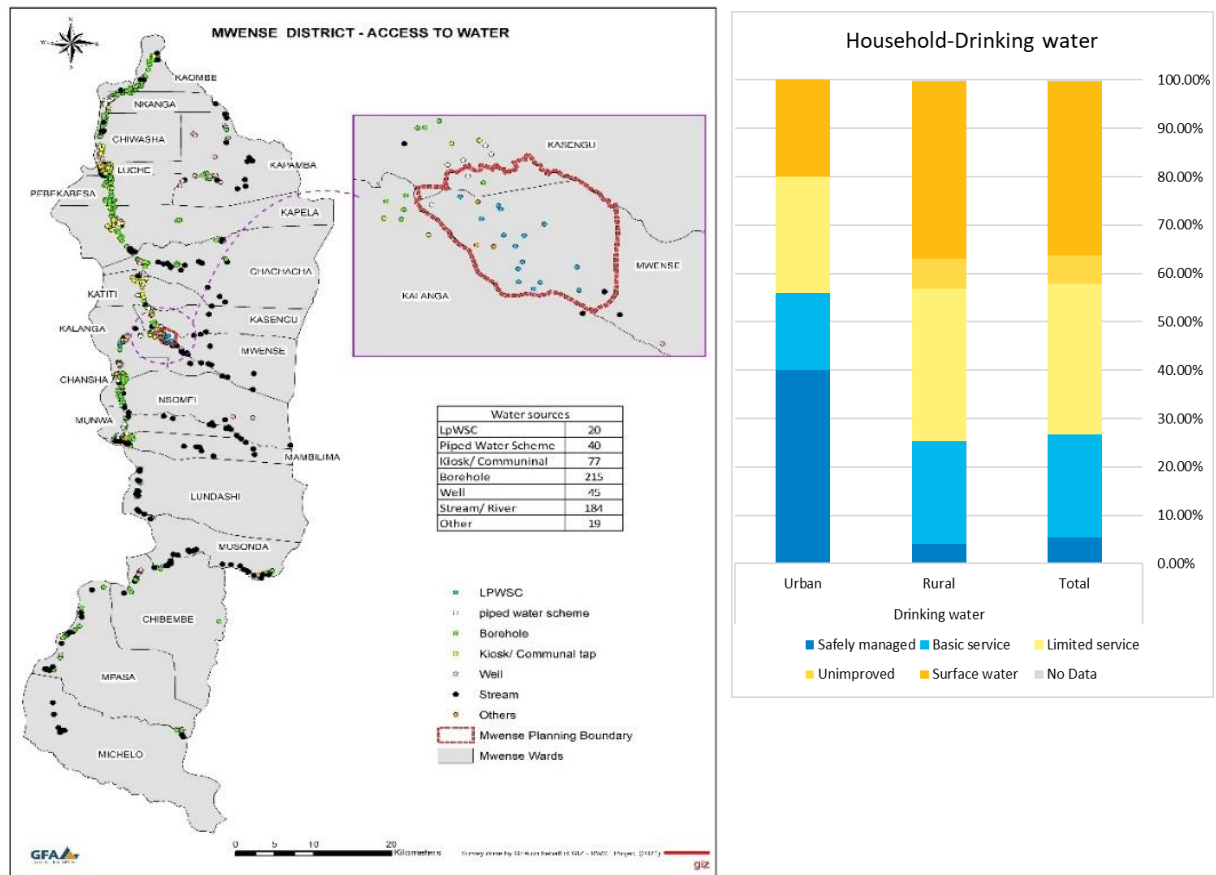 MWENSE DISTRICT - ACCESS TO WATER
KAOMBE
NKANGA
CHIWASHA
LUCHE
KAPAMBA
PEBEKABESA
KAPELA
CHACHACHA
KATITI
KASENGU
KALANGA
MWENSE
CHANSHA
NSOMFI
MUNWA
MAMBILIMA
LUNDASHI
MUSONDA
CHIBEMBE
MPASA
MICHELO
KASENGU
MWENSE
KALANGA
Water sources
LpWSC 20
Piped Water Scheme 40
Kiosk/ Communinal 77
Borehole 215
Well 45
Stream/ River 184
Other 19
LPWSC
piped water scheme
Borehole
Kiosk/ Communal tap
Well
Stream
Others
Mwense Planning Boundary
Mwense Wards
GFA
0 5 10 20
Kilometers
giz
Household-Drinking water
100.00%
90.00%
80.00%
70.00%
60.00%
50.00%
40.00%
30.00%
20.00%
10.00%
0.00%
Urban Rural Total
Drinking water
Safely managed Basic service Limited service
Unimproved Surface water No Data